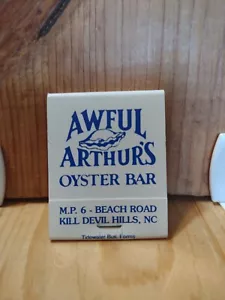 AWFUL
ARTHUR'S
OYSTER BAR
M.P. 6 - BEACH ROAD
KILL DEVIL HILLS, NC